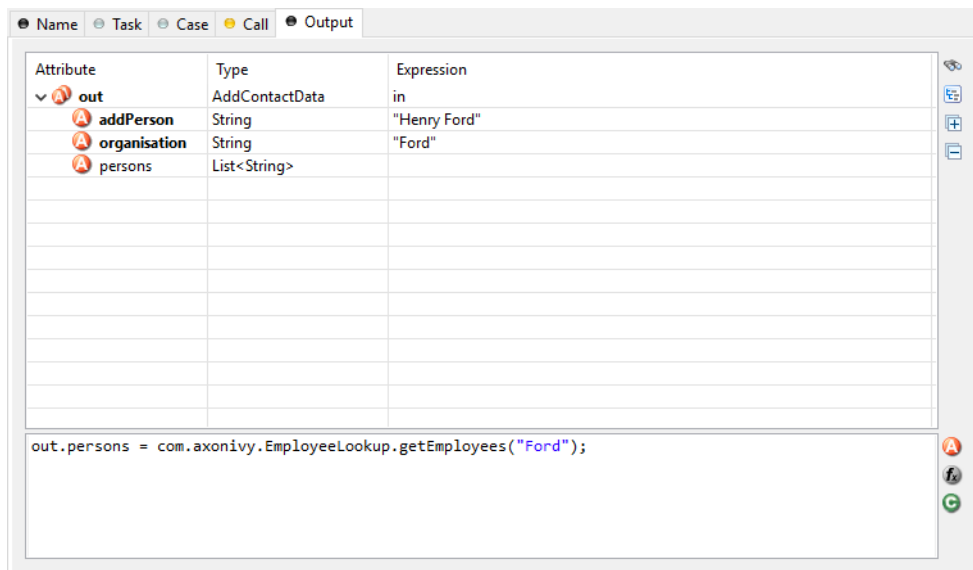 Name Task Case Call Output
Attribute Type Expression
out AddContactData in
addPerson String "Henry Ford"
organisation String "Ford"
persons List<String>
out.persons = com.axonivy.EmployeeLookup.getEmployees("Ford");